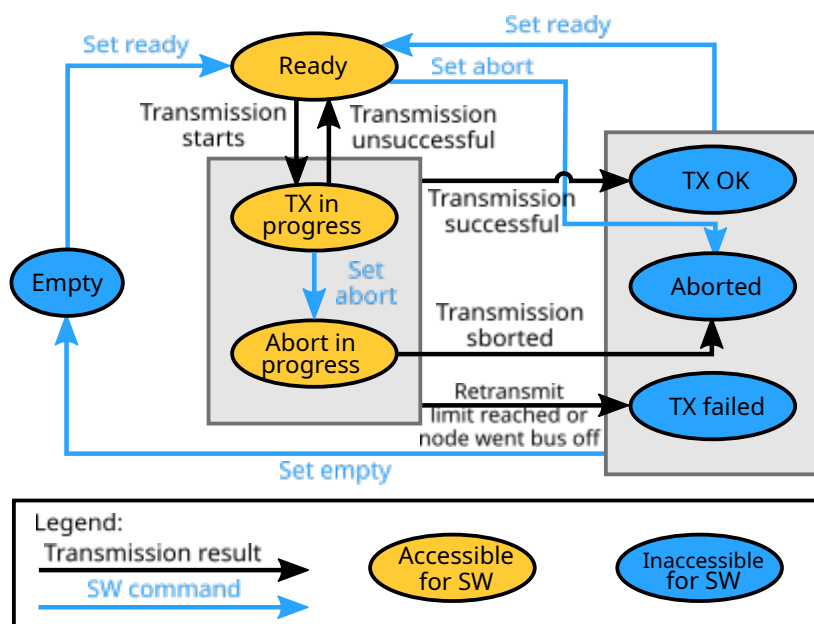 Set ready
Set ready
Ready
Set abort
Transmission
starts
Transmission
unsuccessful
TX OK
TX in
progress
Transmission
successful
Empty
Set
abort
Aborted
Transmission
sborted
Abort in
progress
Retransmit
limit reached or
node went bus off
TX failed
Set empty
Legend:
Transmission result
SW command
Accessible
for SW
Inaccessible
for SW